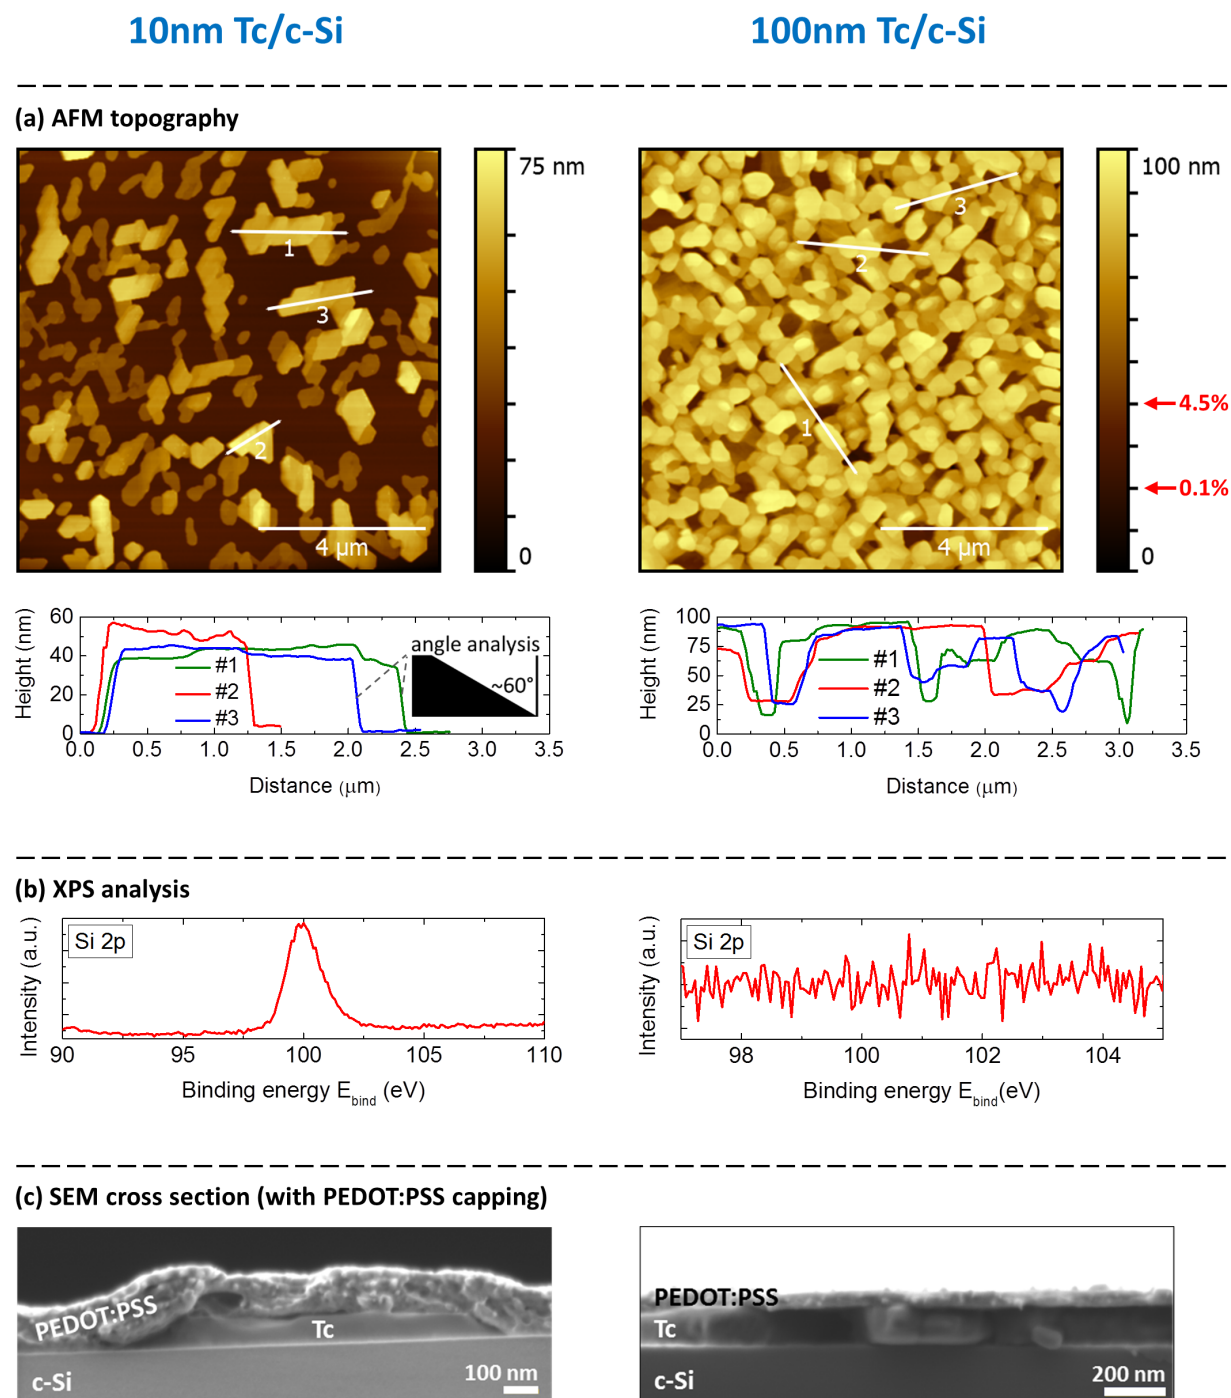 10nm Tc/c-Si
100nm Tc/c-Si
(a) AFM topography
75 nm
0
1
3
2
4 µm
100 nm
0
4.5%
0.1%
3
2
1
4 µm
Height (nm)
60
40
20
0
0.0 0.5 1.0 1.5 2.0 2.5 3.0 3.5
Distance (µm)
#1
#2
#3
angle analysis
~60°
Height (nm)
100
75
50
25
0
0.0 0.5 1.0 1.5 2.0 2.5 3.0 3.5
Distance (µm)
#1
#2
#3
(b) XPS analysis
Intensity (a.u.)
Si 2p
90 95 100 105 110
Binding energy E_bind (eV)
Intensity (a.u.)
Si 2p
98 100 102 104
Binding energy E_bind(eV)
(c) SEM cross section (with PEDOT:PSS capping)
PEDOT:PSS
Tc
c-Si
100 nm
PEDOT:PSS
Tc
c-Si
200 nm